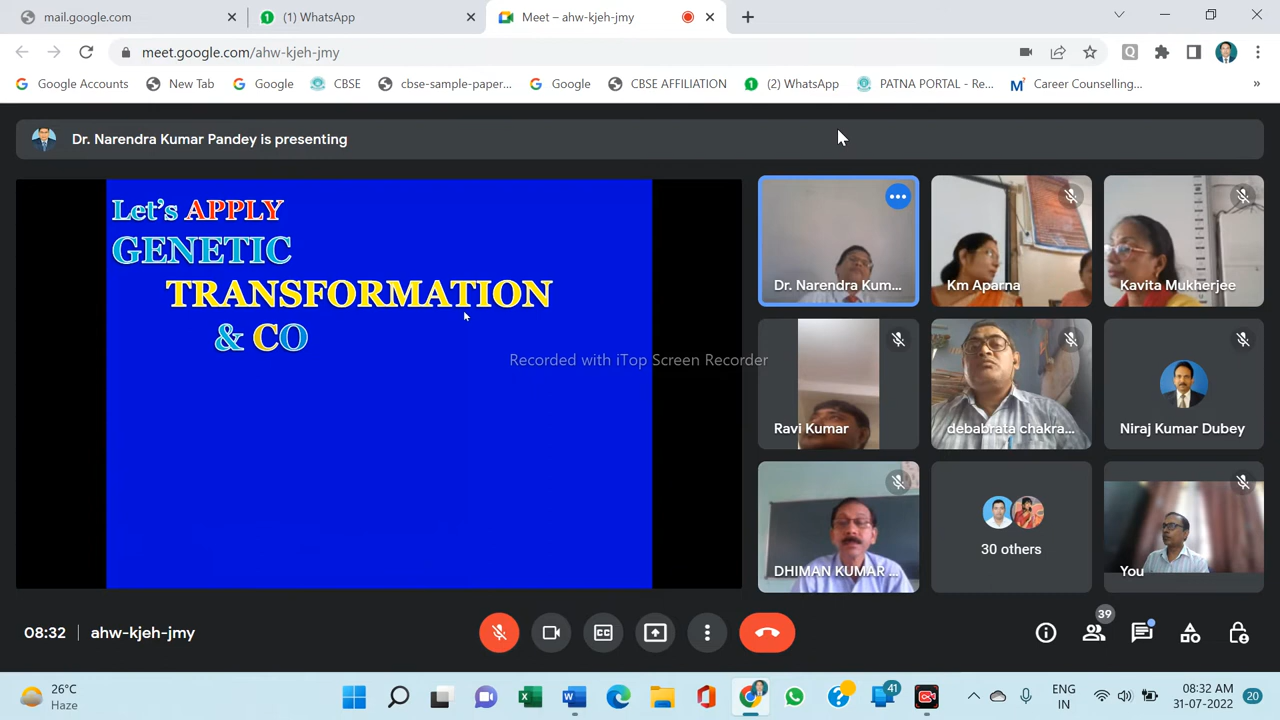 mail.google.com
(1) WhatsApp
Meet – ahw-kjeh-jmy
meet.google.com/ahw-kjeh-jmy
Google Accounts
New Tab
Google
CBSE
cbse-sample-paper...
Google
CBSE AFFILIATION
(2) WhatsApp
PATNA PORTAL - Re...
Career Counselling...
»
Dr. Narendra Kumar Pandey is presenting
Let's APPLY
GENETIC
TRANSFORMATION
& CO
Recorded with iTop Screen Recorder
Dr. Narendra Kum...
Km Aparna
Kavita Mukherjee
Ravi Kumar
debabrata chakra...
Niraj Kumar Dubey
DHIMAN KUMAR ...
30 others
You
08:32 | ahw-kjeh-jmy
39
26°C
Haze
41
ENG
IN
08:32 AM
31-07-2022
20